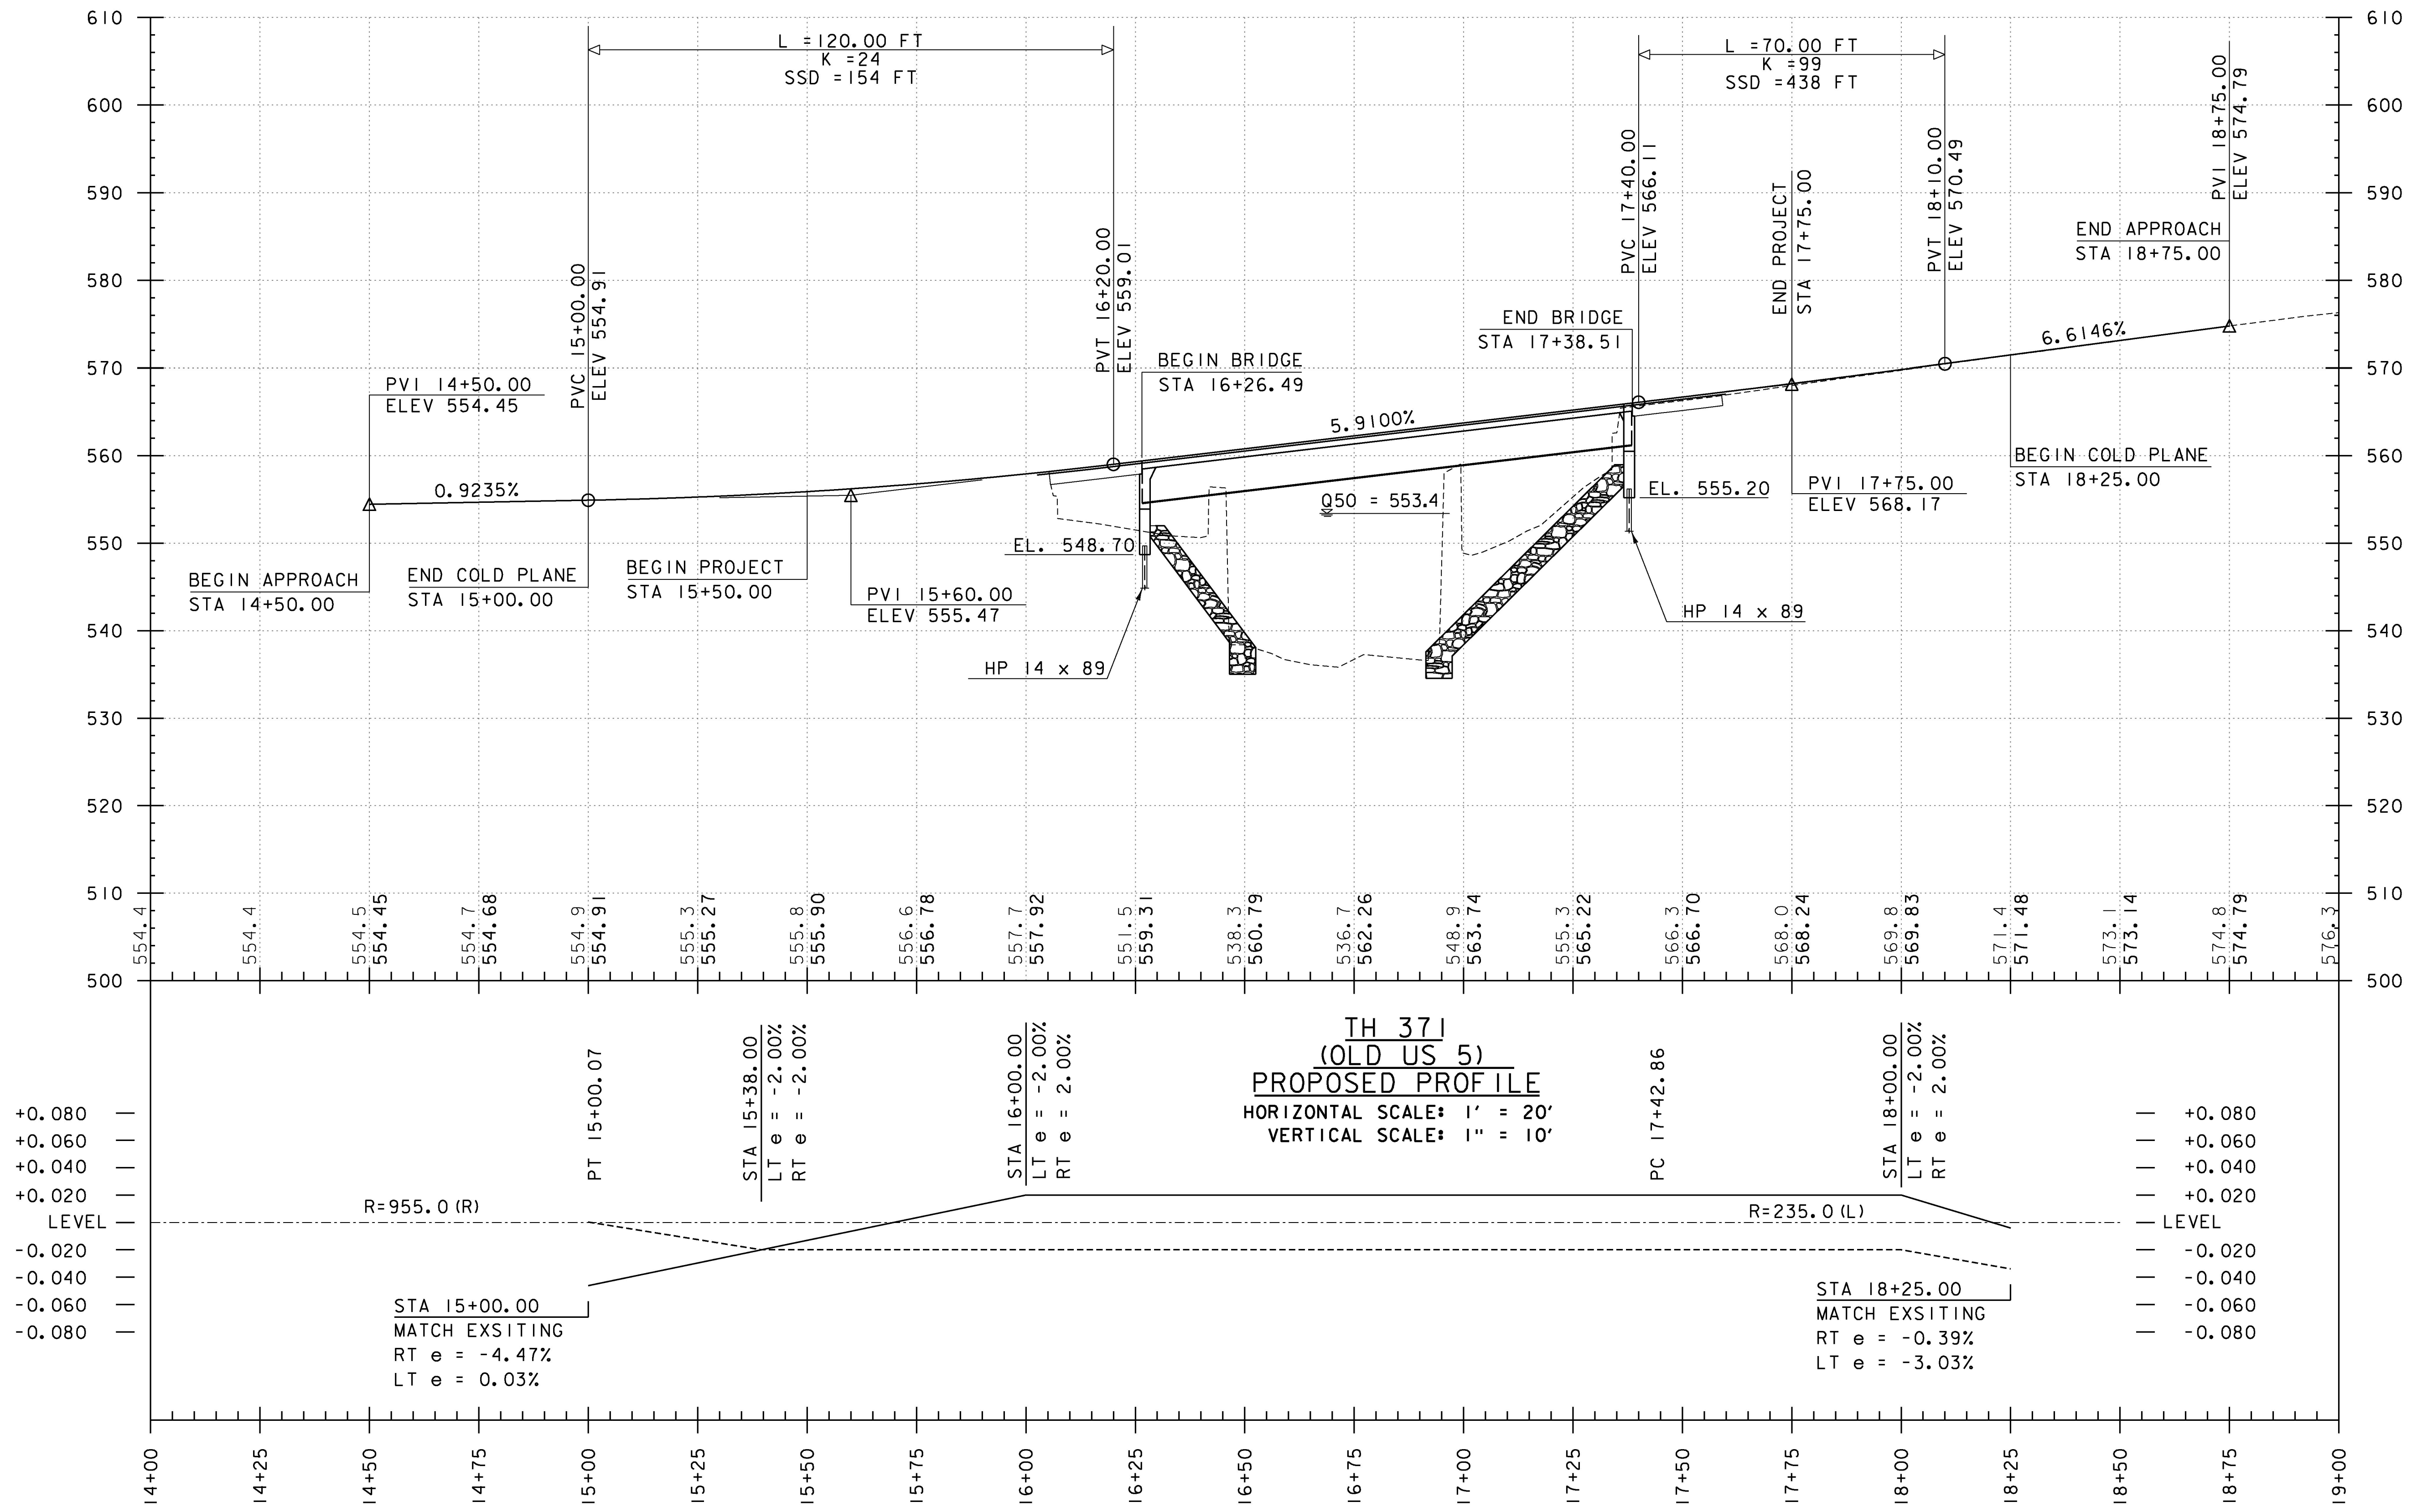 610
600
590
580
570
560
550
540
530
520
510
500
610
600
590
580
570
560
550
540
530
520
510
500
L =120.00 FT
K =24
SSD =154 FT
L =70.00 FT
K =99
SSD =438 FT
PVI 14+50.00
ELEV 554.45
PVC 15+00.00
ELEV 554.91
PVT 16+20.00
ELEV 559.01
BEGIN BRIDGE
STA 16+26.49
END BRIDGE
STA 17+38.51
PVC 17+40.00
ELEV 566.11
END PROJECT
STA 17+75.00
PVT 18+10.00
ELEV 570.49
END APPROACH
STA 18+75.00
PVI 18+75.00
ELEV 574.79
0.9235%
5.9100%
6.6146%
BEGIN APPROACH
STA 14+50.00
END COLD PLANE
STA 15+00.00
BEGIN PROJECT
STA 15+50.00
PVI 15+60.00
ELEV 555.47
EL. 548.70
HP 14 x 89
Q50 = 553.4
EL. 555.20
HP 14 x 89
PVI 17+75.00
ELEV 568.17
BEGIN COLD PLANE
STA 18+25.00
554.4
554.4
554.5
554.45
554.7
554.68
554.9
554.91
555.3
555.27
555.8
555.90
556.6
556.78
557.7
557.92
551.5
559.31
538.3
560.79
536.7
562.26
548.9
563.74
555.3
565.22
566.3
566.70
568.0
568.24
569.8
569.83
571.4
571.48
573.1
573.14
574.8
574.79
576.3
TH 371
(OLD US 5)
PROPOSED PROFILE
HORIZONTAL SCALE: 1' = 20'
VERTICAL SCALE: 1" = 10'
PT 15+00.07
STA 15+38.00
LT e = -2.00%
RT e = -2.00%
STA 16+00.00
LT e = -2.00%
RT e = 2.00%
PC 17+42.86
STA 18+00.00
LT e = -2.00%
RT e = 2.00%
+0.080
+0.060
+0.040
+0.020
LEVEL
-0.020
-0.040
-0.060
-0.080
R=955.0 (R)
R=235.0 (L)
+0.080
+0.060
+0.040
+0.020
LEVEL
-0.020
-0.040
-0.060
-0.080
STA 15+00.00
MATCH EXSITING
RT e = -4.47%
LT e = 0.03%
STA 18+25.00
MATCH EXSITING
RT e = -0.39%
LT e = -3.03%
14+00
14+25
14+50
14+75
15+00
15+25
15+50
15+75
16+00
16+25
16+50
16+75
17+00
17+25
17+50
17+75
18+00
18+25
18+50
18+75
19+00